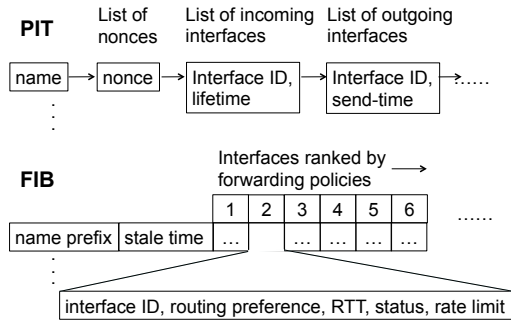 PIT
List of nonces
List of incoming interfaces
List of outgoing interfaces
name
nonce
Interface ID, lifetime
Interface ID, send-time
......
FIB
Interfaces ranked by forwarding policies
1 2 3 4 5 6
......
name prefix stale time ... ... ... ... ...
interface ID, routing preference, RTT, status, rate limit